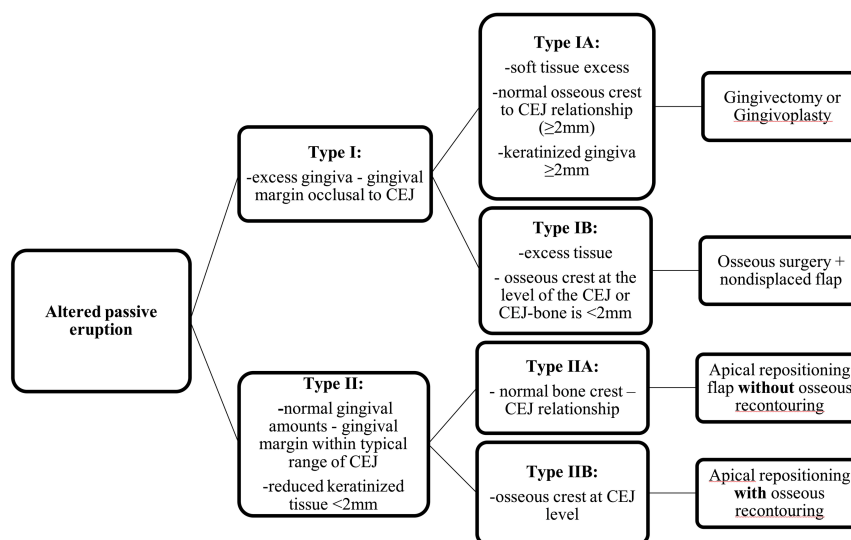 Altered passive
eruption
Type I:
-excess gingiva - gingival
margin occlusal to CEJ
Type II:
-normal gingival
amounts - gingival
margin within typical
range of CEJ
-reduced keratinized
tissue <2mm
Type IA:
-soft tissue excess
-normal osseous crest
to CEJ relationship
(≥2mm)
-keratinized gingiva
≥2mm
Type IB:
-excess tissue
- osseous crest at the
level of the CEJ or
CEJ-bone is <2mm
Type IIA:
- normal bone crest –
CEJ relationship
Type IIB:
-osseous crest at CEJ
level
Gingivectomy or
Gingivoplasty
Osseous surgery +
nondisplaced flap
Apical repositioning
flap without osseous
recontouring
Apical repositioning
with osseous
recontouring